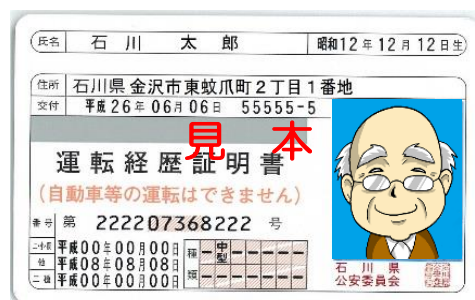 氏名 石川 太郎 昭和12年12月12日生
住所 石川県金沢市東蚊爪町2丁目1番地
交付 平成26年06月06日 55555-5
見本
運転経歴証明書
(自動車等の運転はできません)
番号 第 222207368222 号
二・小・原 平成00年00月00日
他 平成08年08月08日
二種 平成00年00月00日
種類 中型
石川県
公安委員会